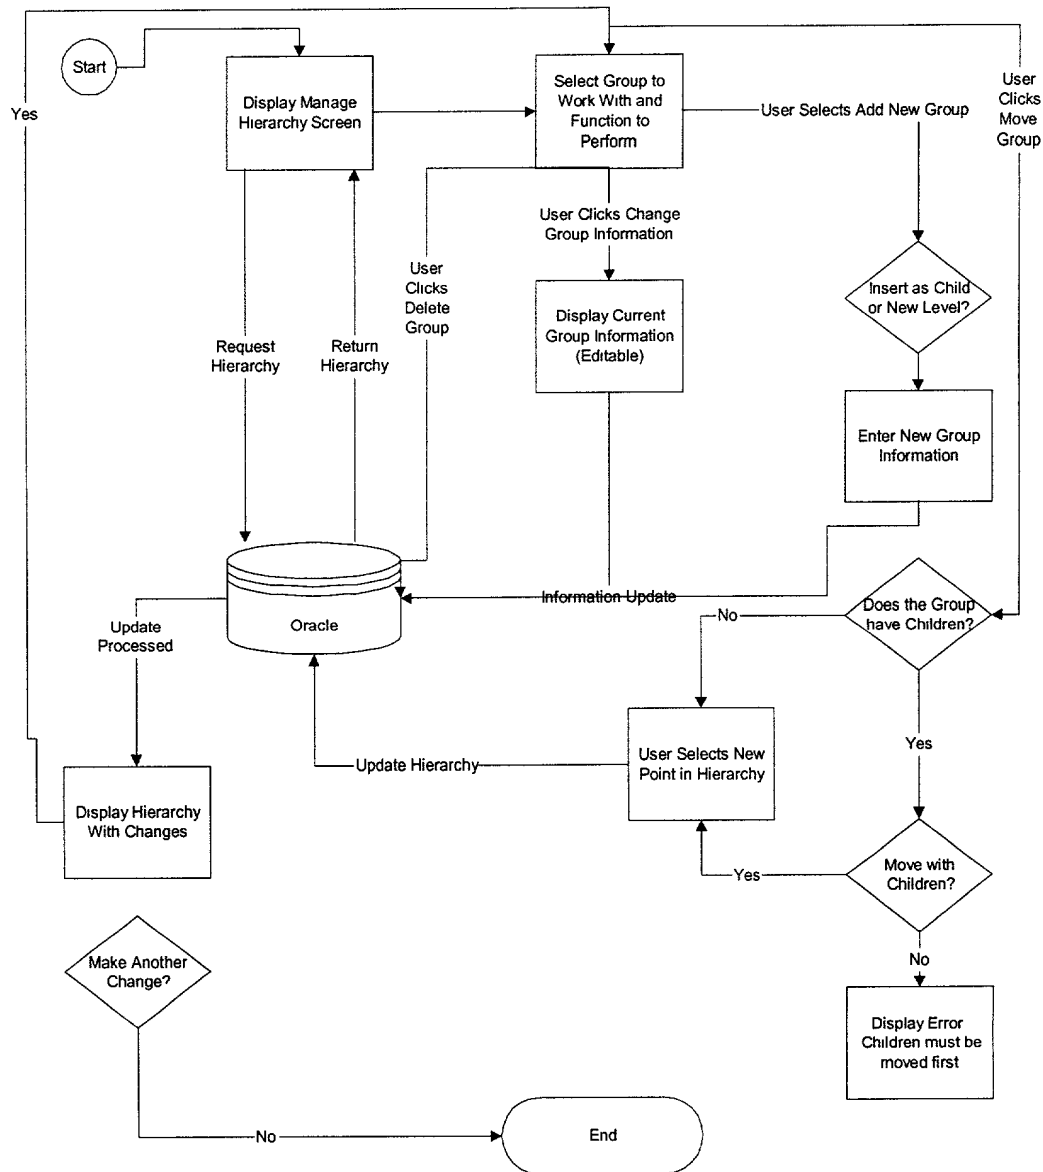 Start
Yes
Display Manage
Hierarchy Screen
Select Group to
Work With and
Function to
Perform
User Selects Add New Group
User
Clicks
Move
Group
User Clicks Change
Group Information
User
Clicks
Delete
Group
Insert as Child
or New Level?
Display Current
Group Information
(Editable)
Request
Hierarchy
Return
Hierarchy
Enter New Group
Information
Information Update
Oracle
Does the Group
have Children?
No
Update
Processed
Yes
User Selects New
Point in Hierarchy
Update Hierarchy
Display Hierarchy
With Changes
Move with
Children?
Yes
No
Make Another
Change?
Display Error
Children must be
moved first
No
End